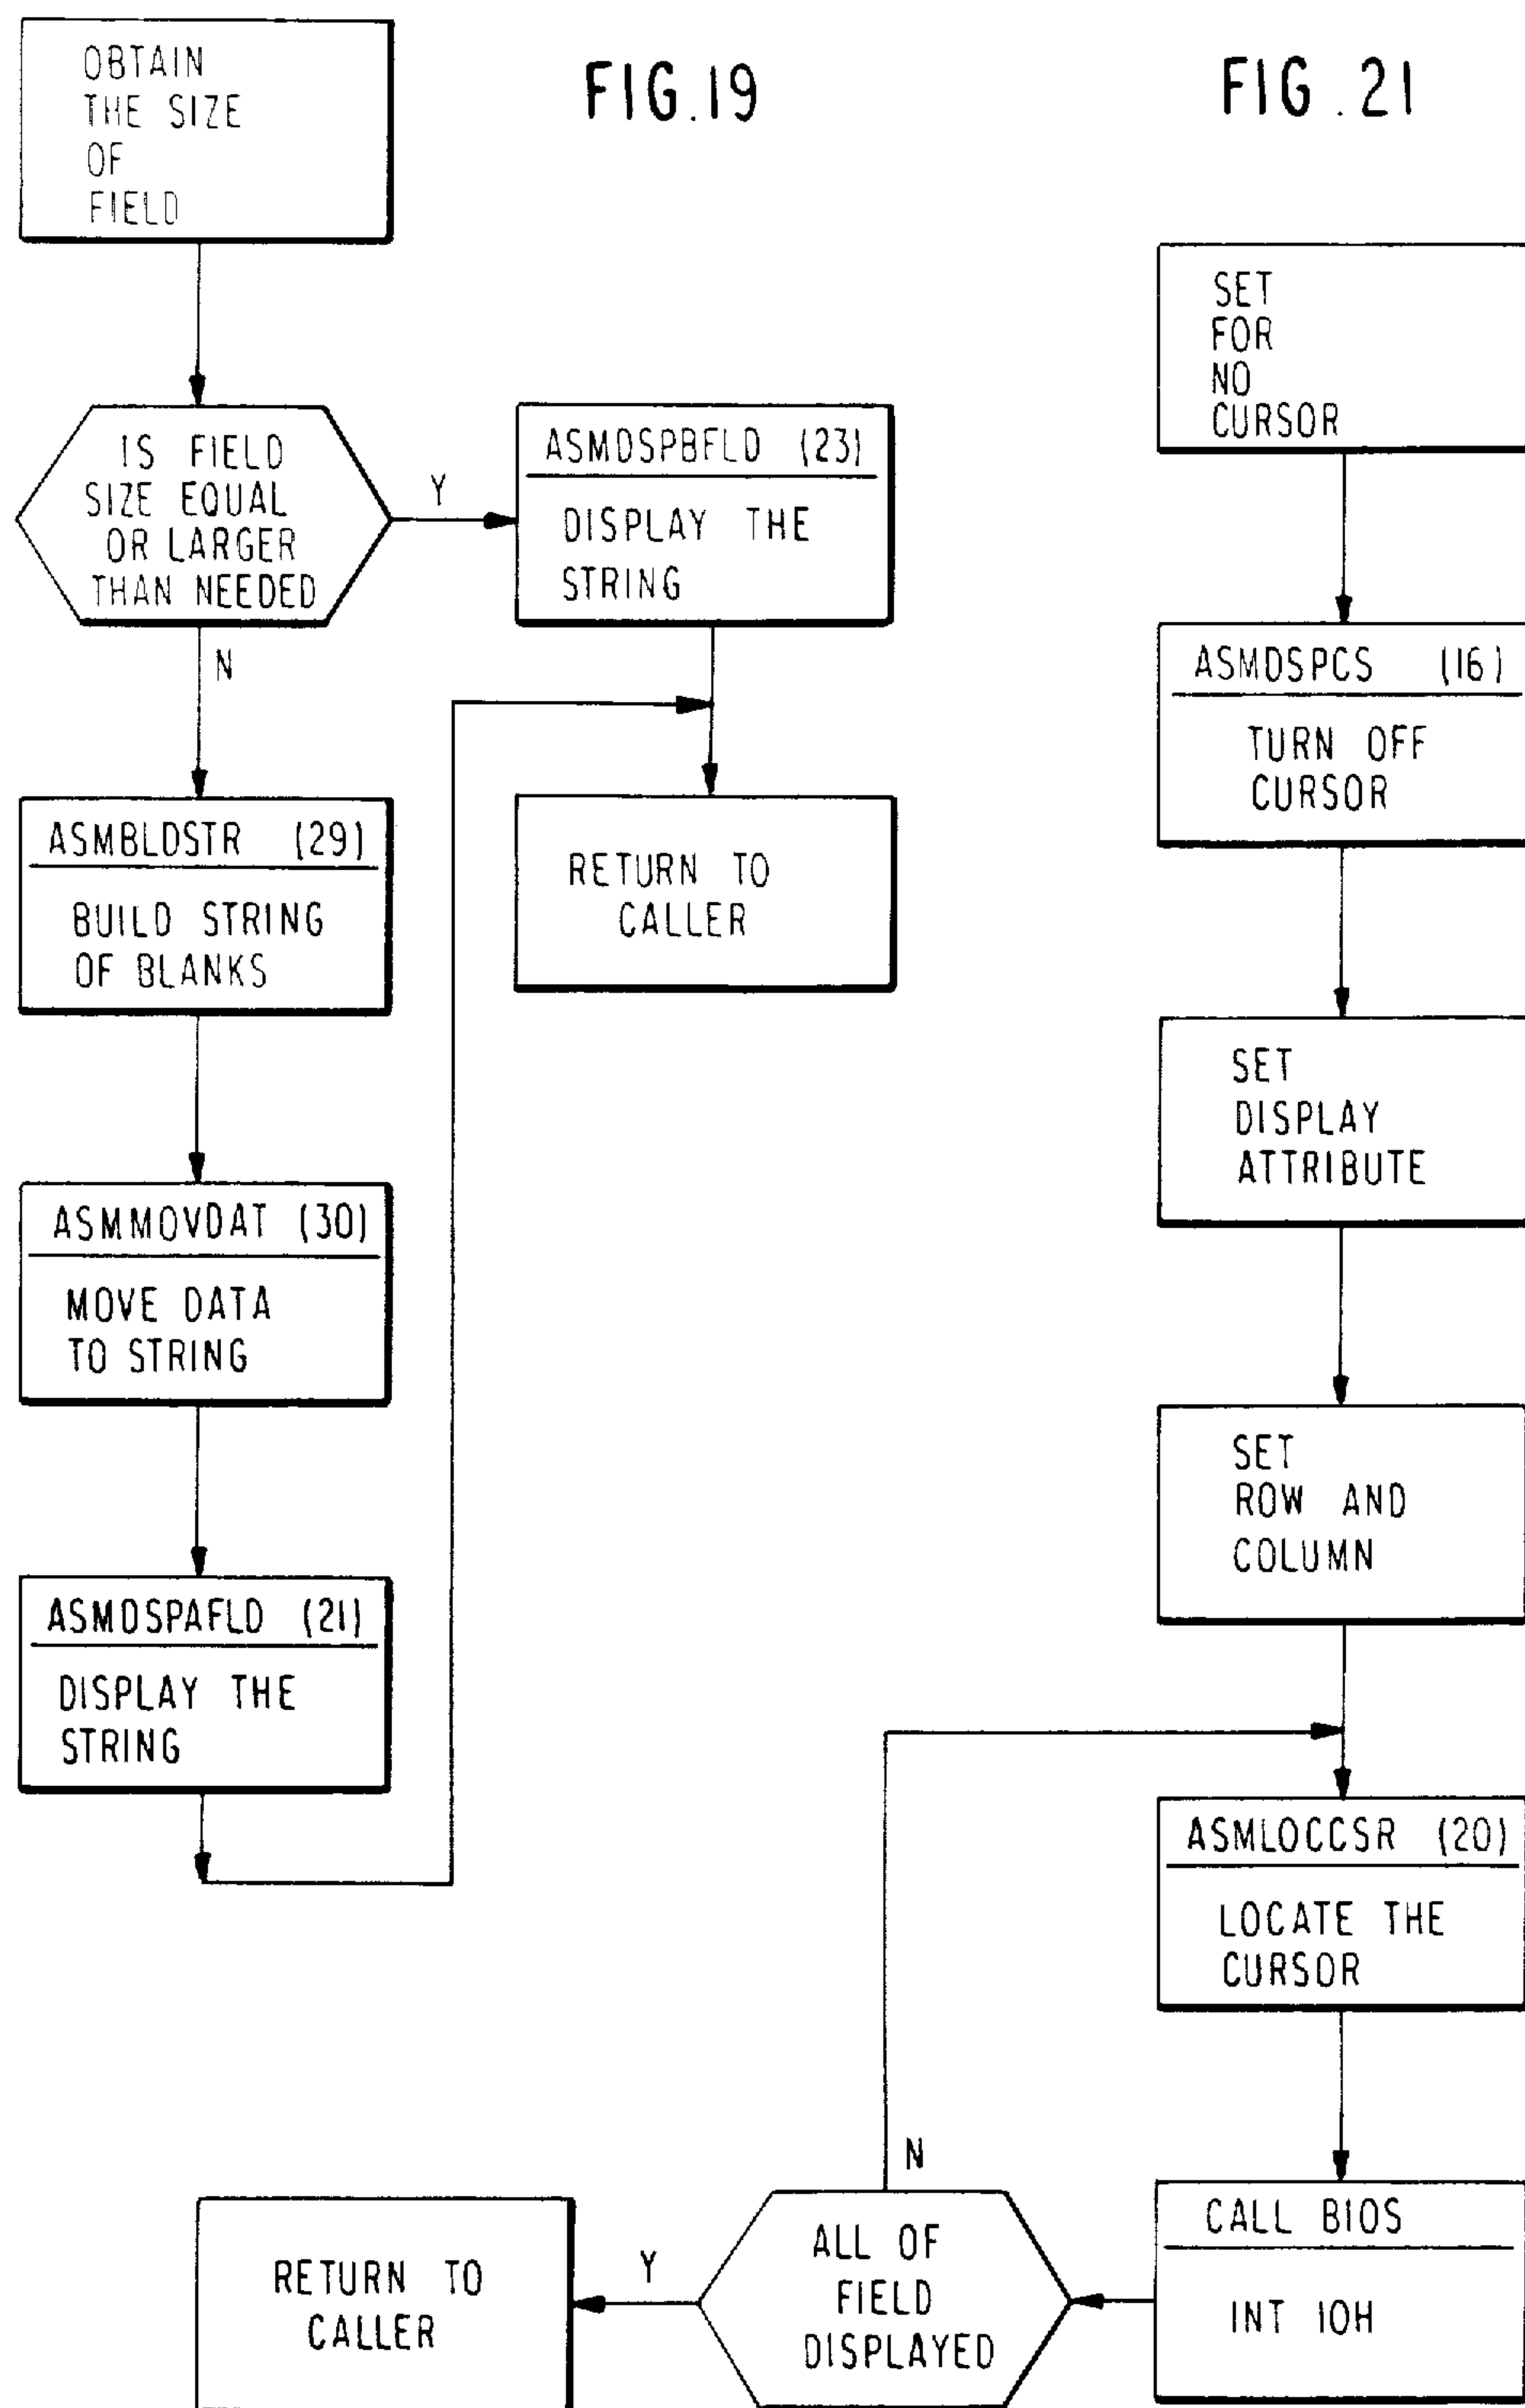 FIG.19
OBTAIN
THE SIZE
OF
FIELD
IS FIELD
SIZE EQUAL
OR LARGER
THAN NEEDED
Y
N
ASMDSPBFLD (23)
DISPLAY THE
STRING
RETURN TO
CALLER
ASMBLDSTR (29)
BUILD STRING
OF BLANKS
ASMMOVDAT (30)
MOVE DATA
TO STRING
ASMDSPAFLD (21)
DISPLAY THE
STRING
FIG.21
SET
FOR
NO
CURSOR
ASMDSPCS (16)
TURN OFF
CURSOR
SET
DISPLAY
ATTRIBUTE
SET
ROW AND
COLUMN
ASMLOCCSR (20)
LOCATE THE
CURSOR
CALL BIOS
INT 10H
ALL OF
FIELD
DISPLAYED
N
Y
RETURN TO
CALLER